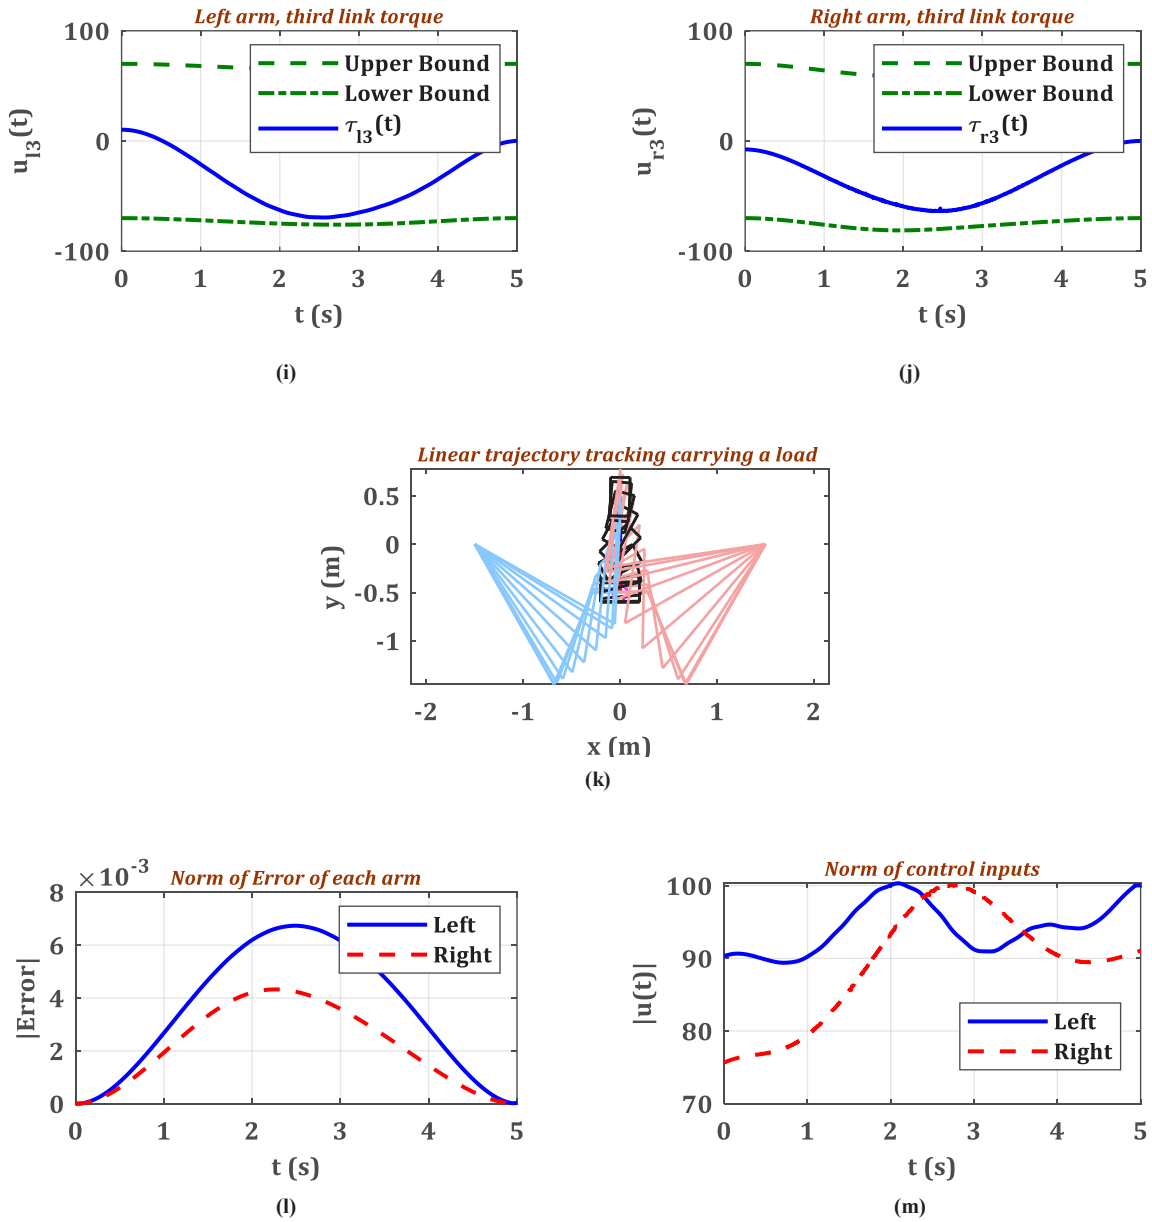 Left arm, third link torque
100
0
-100
u_l3(t)
Upper Bound
Lower Bound
τ_l3(t)
0 1 2 3 4 5
t (s)
(i)
Right arm, third link torque
100
0
-100
u_r3(t)
Upper Bound
Lower Bound
τ_r3(t)
0 1 2 3 4 5
t (s)
(j)
Linear trajectory tracking carrying a load
0.5
0
-0.5
-1
y (m)
-2 -1 0 1 2
x (m)
(k)
×10^-3
Norm of Error of each arm
8
6
4
2
0
|Error|
Left
Right
0 1 2 3 4 5
t (s)
(l)
Norm of control inputs
100
90
80
70
|u(t)|
Left
Right
0 1 2 3 4 5
t (s)
(m)